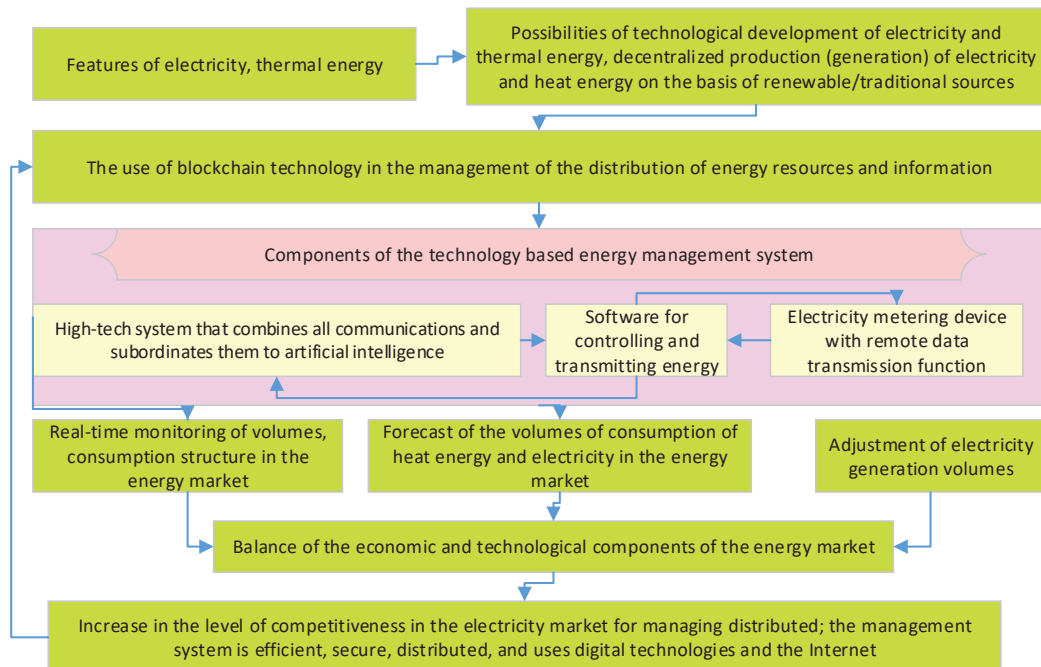 Features of electricity, thermal energy
Possibilities of technological development of electricity and
thermal energy, decentralized production (generation) of electricity
and heat energy on the basis of renewable/traditional sources
The use of blockchain technology in the management of the distribution of energy resources and information
Components of the technology based energy management system
High-tech system that combines all communications and
subordinates them to artificial intelligence
Software for
controlling and
transmitting energy
Electricity metering device
with remote data
transmission function
Real-time monitoring of volumes,
consumption structure in the
energy market
Forecast of the volumes of consumption of
heat energy and electricity in the energy
market
Adjustment of electricity
generation volumes
Balance of the economic and technological components of the energy market
Increase in the level of competitiveness in the electricity market for managing distributed; the management
system is efficient, secure, distributed, and uses digital technologies and the Internet